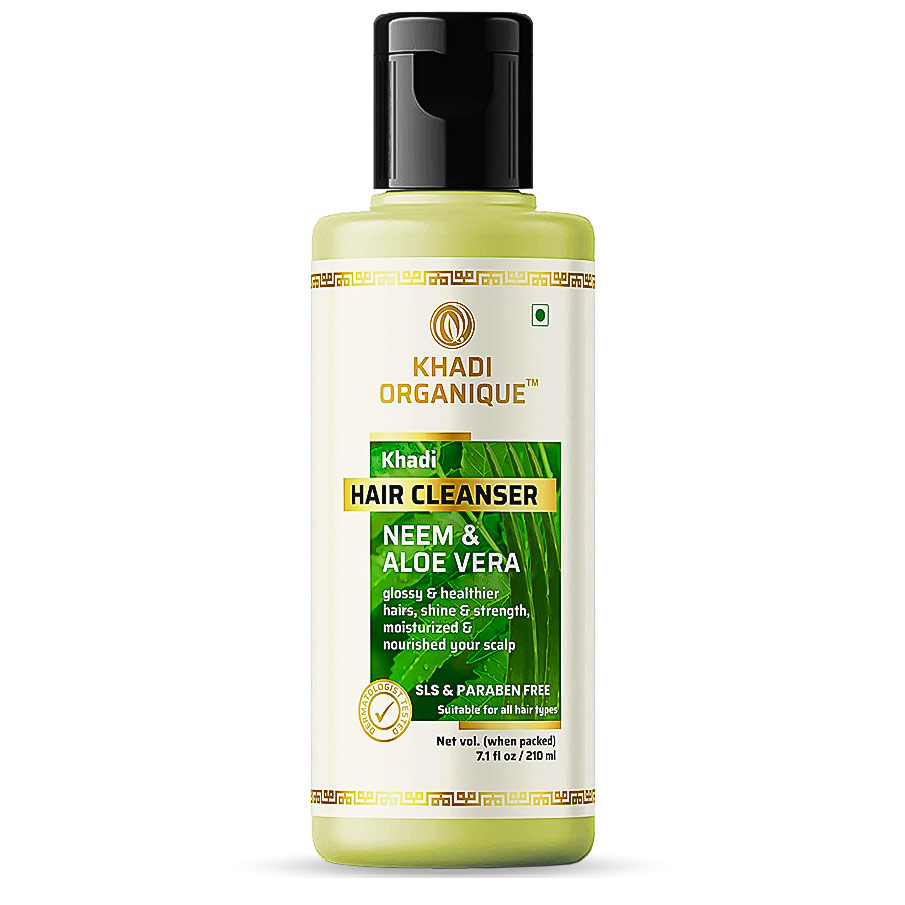 KHADI
ORGANIQUE™
Khadi
HAIR CLEANSER
NEEM &
ALOE VERA
glossy & healthier
hairs, shine & strength,
moisturized &
nourished your scalp
SLS & PARABEN FREE
Suitable for all hair types
DERMATOLOGIST TESTED
Net vol. (when packed)
7.1 fl oz / 210 ml